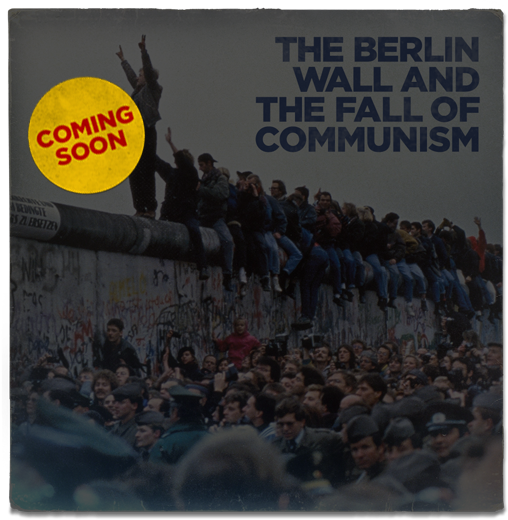 THE BERLIN
WALL AND
THE FALL OF
COMMUNISM
COMING
SOON